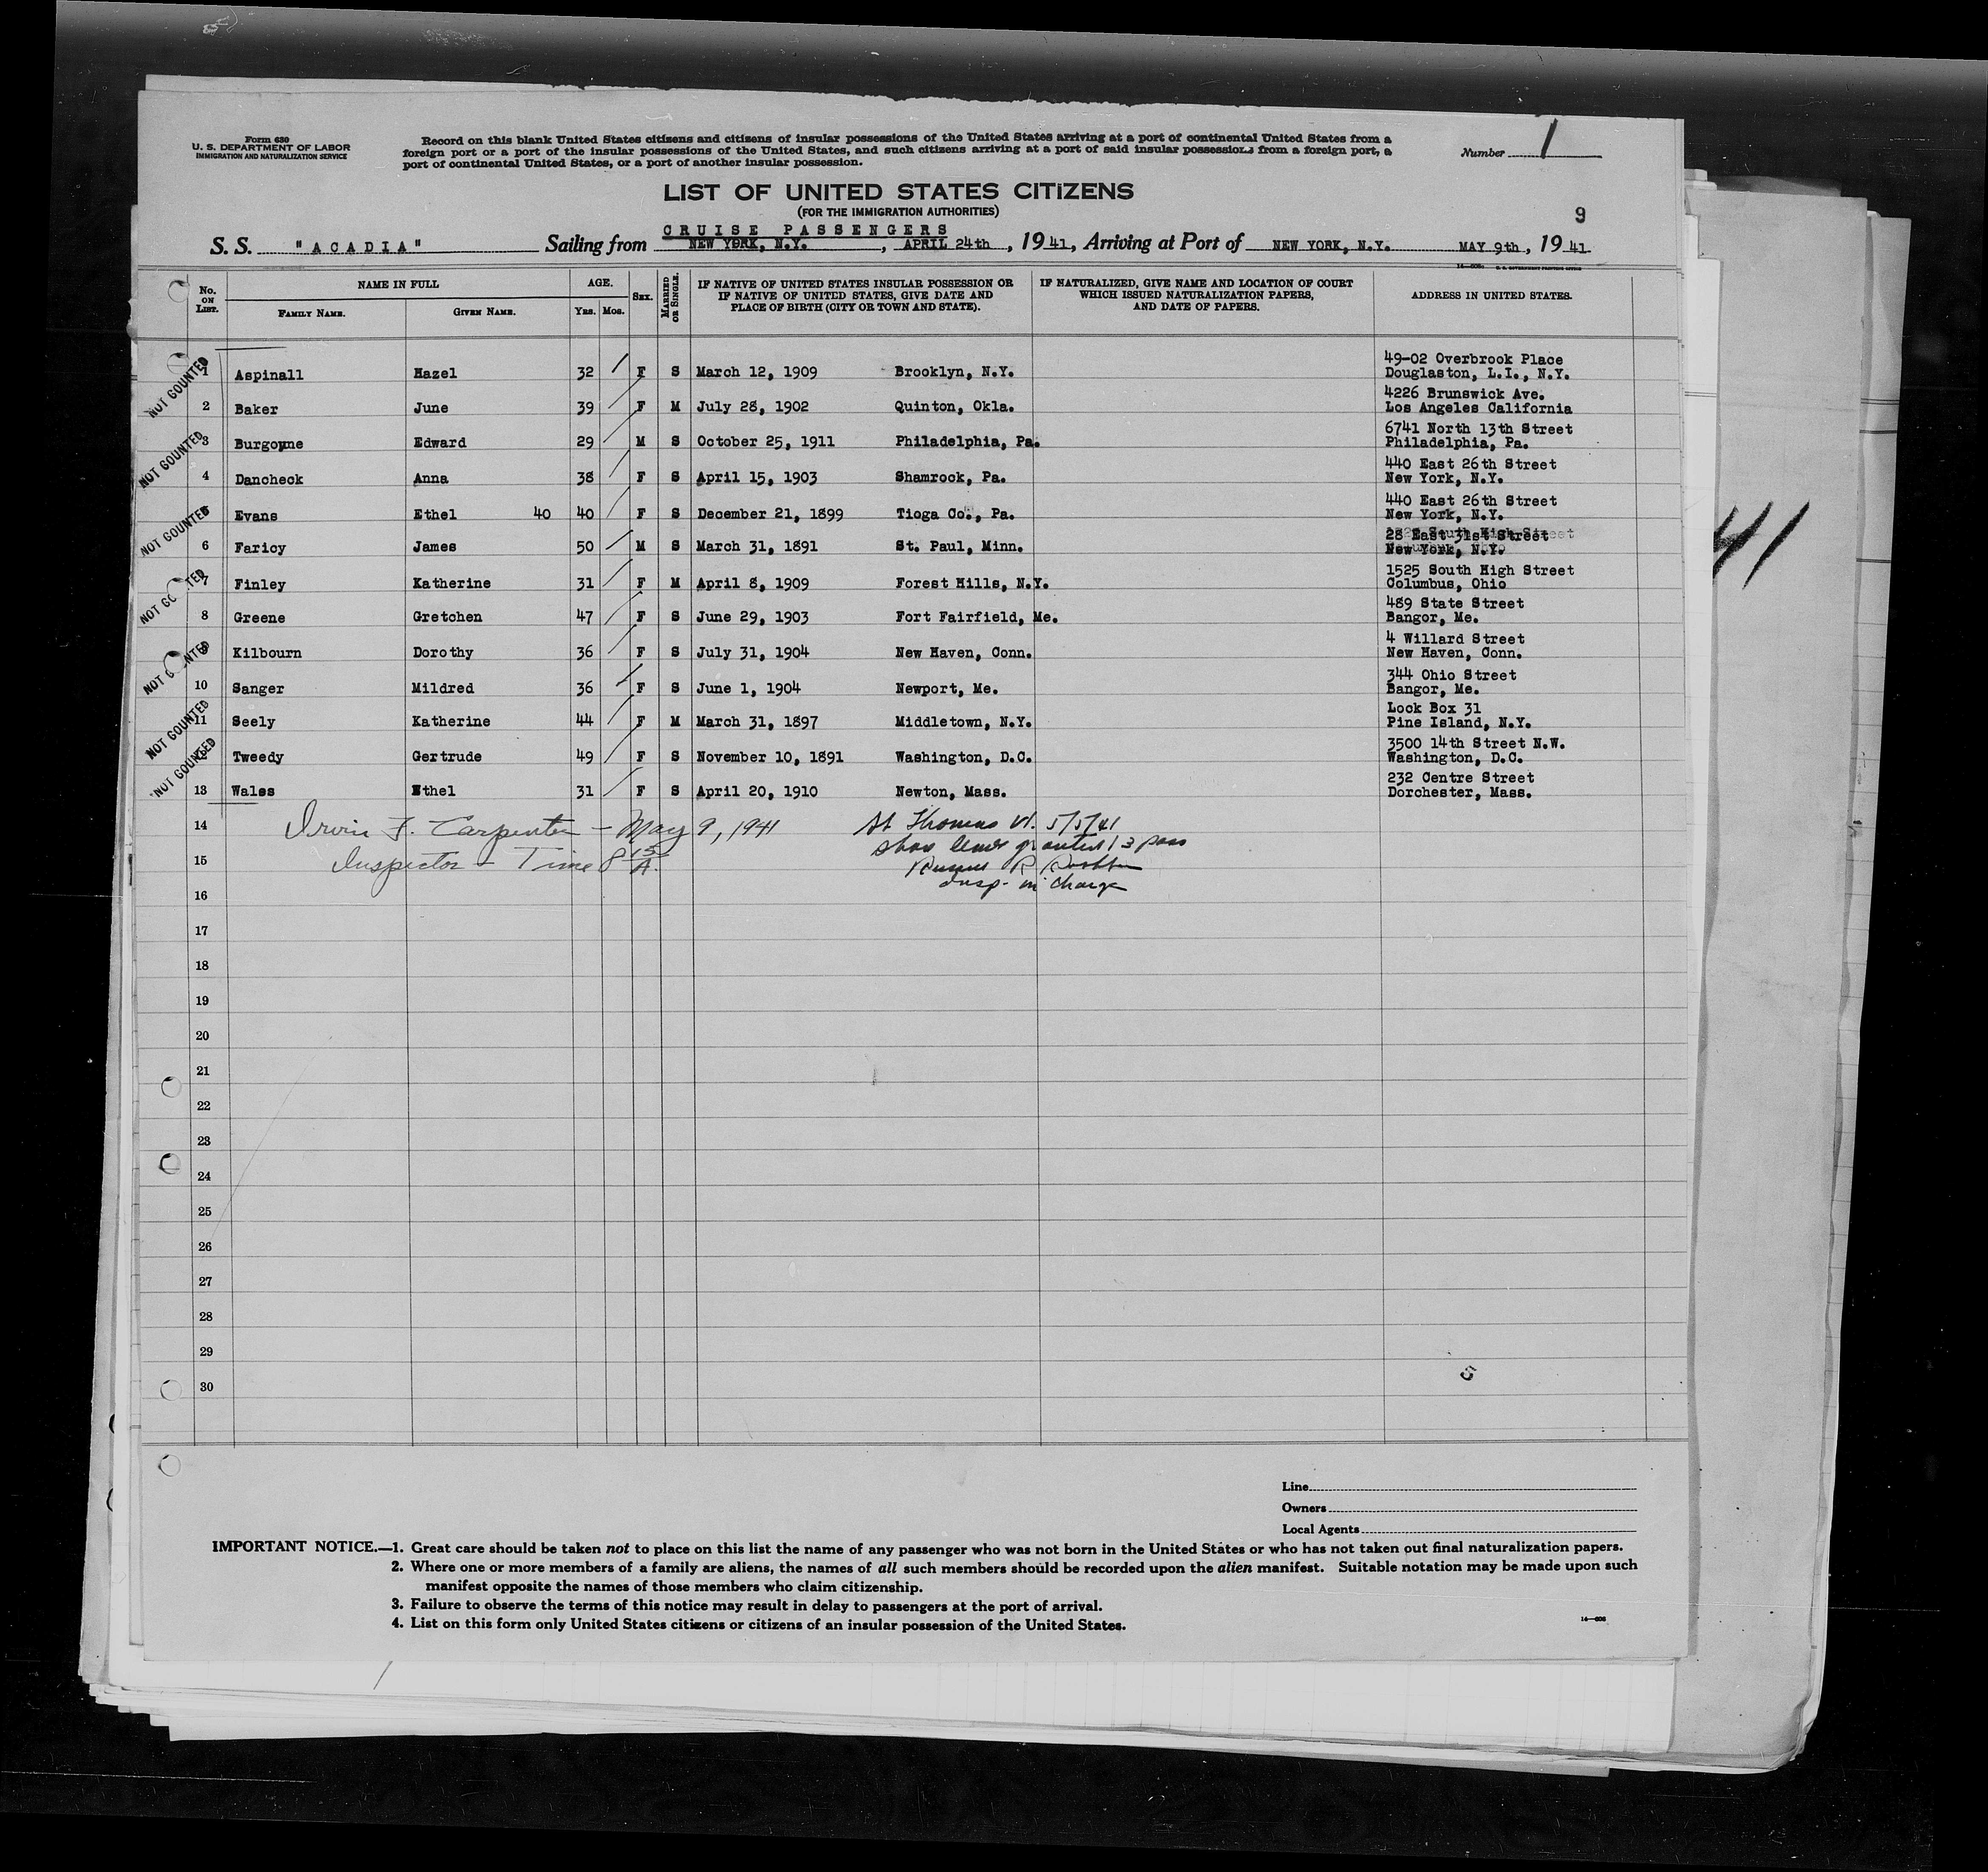 Form 630
U. S. DEPARTMENT OF LABOR
IMMIGRATION AND NATURALIZATION SERVICE
Record on this blank United States citizens and citizens of insular possessions of the United States arriving at a port of continental United States from a
foreign port or a port of the insular possessions of the United States, and such citizens arriving at a port of said insular possessions from a foreign port, a
port of continental United States, or a port of another insular possession.
Number 1
LIST OF UNITED STATES CITIZENS
(FOR THE IMMIGRATION AUTHORITIES)
9
CRUISE PASSENGERS
S. S. "ACADIA" Sailing from NEW YORK, N.Y. , APRIL 24th , 19 41, Arriving at Port of NEW YORK, N.Y. MAY 9th , 19 41
No. ON LIST. NAME IN FULL FAMILY NAME. GIVEN NAME. AGE. YRS. MOS. SEX. MARRIED OR SINGLE. IF NATIVE OF UNITED STATES INSULAR POSSESSION OR IF NATIVE OF UNITED STATES, GIVE DATE AND PLACE OF BIRTH (CITY OR TOWN AND STATE). IF NATURALIZED, GIVE NAME AND LOCATION OF COURT WHICH ISSUED NATURALIZATION PAPERS, AND DATE OF PAPERS. ADDRESS IN UNITED STATES.
NOT COUNTED
49-02 Overbrook Place
1 Aspinall Hazel 32 F S March 12, 1909 Brooklyn, N.Y. Douglaston, L.I., N.Y.
4226 Brunswick Ave.
2 Baker June 39 F M July 28, 1902 Quinton, Okla. Los Angeles California
NOT COUNTED
6741 North 13th Street
3 Burgoyne Edward 29 M S October 25, 1911 Philadelphia, Pa. Philadelphia, Pa.
440 East 26th Street
4 Dancheck Anna 38 F S April 15, 1903 Shamrock, Pa. New York, N.Y.
NOT COUNTED
440 East 26th Street
5 Evans Ethel 40 40 F S December 21, 1899 Tioga Co., Pa. New York, N.Y.
28 East 31st Street
6 Faricy James 50 M S March 31, 1891 St. Paul, Minn. New York, N.Y.
NOT COUNTED
1525 South High Street
7 Finley Katherine 31 F M April 8, 1909 Forest Hills, N.Y. Columbus, Ohio
489 State Street
8 Greene Gretchen 47 F S June 29, 1903 Fort Fairfield, Me. Bangor, Me.
NOT COUNTED
4 Willard Street
9 Kilbourn Dorothy 36 F S July 31, 1904 New Haven, Conn. New Haven, Conn.
344 Ohio Street
10 Sanger Mildred 36 F S June 1, 1904 Newport, Me. Bangor, Me.
NOT COUNTED
Lock Box 31
11 Seely Katherine 44 F M March 31, 1897 Middletown, N.Y. Pine Island, N.Y.
NOT COUNTED
3500 14th Street N.W.
12 Tweedy Gertrude 49 F S November 10, 1891 Washington, D.C. Washington, D.C.
232 Centre Street
13 Wales Ethel 31 F S April 20, 1910 Newton, Mass. Dorchester, Mass.
14 Irvin F. Carpenter - May 9, 1941 St Thomas VI. 5/5/41
shore leave granted 13 pass
15 Inspector - Time 8 15/A.
Insp. in Charge
16
17
18
19
20
21
22
23
24
25
26
27
28
29
5
30
41
Line
Owners
Local Agents
IMPORTANT NOTICE.—1. Great care should be taken not to place on this list the name of any passenger who was not born in the United States or who has not taken out final naturalization papers.
2. Where one or more members of a family are aliens, the names of all such members should be recorded upon the alien manifest. Suitable notation may be made upon such
manifest opposite the names of those members who claim citizenship.
3. Failure to observe the terms of this notice may result in delay to passengers at the port of arrival.
4. List on this form only United States citizens or citizens of an insular possession of the United States.